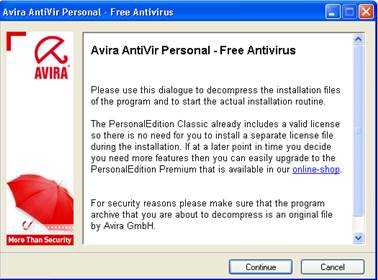 Avira AntiVir Personal - Free Antivirus
AVIRA
Avira AntiVir Personal - Free Antivirus
Please use this dialogue to decompress the installation files
of the program and to start the actual installation routine.
The PersonalEdition Classic already includes a valid license
so there is no need for you to install a separate license file
during the installation. If at a later point in time you decide
you need more features then you can easily upgrade to the
PersonalEdition Premium that is available in our online-shop.
For security reasons please make sure that the program
archive that you are about to decompress is an original file
by Avira GmbH.
More Than Security
Continue
Cancel